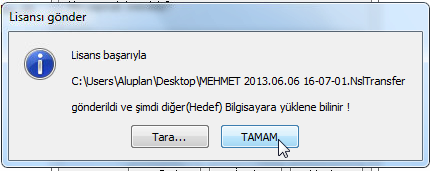 Lisansı gönder
Lisans başarıyla
C:\Users\Aluplan\Desktop\MEHMET 2013.06.06 16-07-01.NslTransfer
gönderildi ve şimdi diğer(Hedef) Bilgisayara yüklene bilinir !
Tara... TAMAM